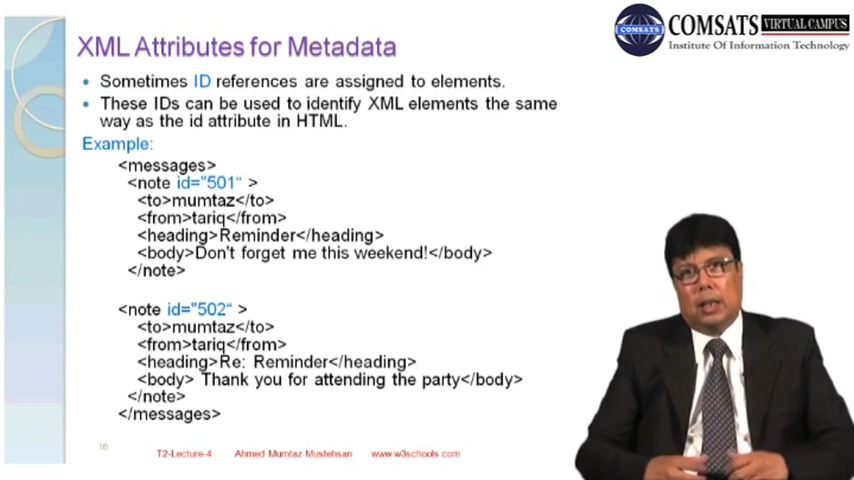 XML Attributes for Metadata
COMSATS
COMSATS VIRTUAL CAMPUS
Institute Of Information Technology
• Sometimes ID references are assigned to elements.
• These IDs can be used to identify XML elements the same
way as the id attribute in HTML.
Example:
<messages>
<note id="501“ >
<to>mumtaz</to>
<from>tariq</from>
<heading>Reminder</heading>
<body>Don't forget me this weekend!</body>
</note>
<note id="502“ >
<to>mumtaz</to>
<from>tariq</from>
<heading>Re: Reminder</heading>
<body> Thank you for attending the party</body>
</note>
</messages>
16
T2-Lecture-4 Ahmed Mumtaz Mustehsan www.w3schools.com